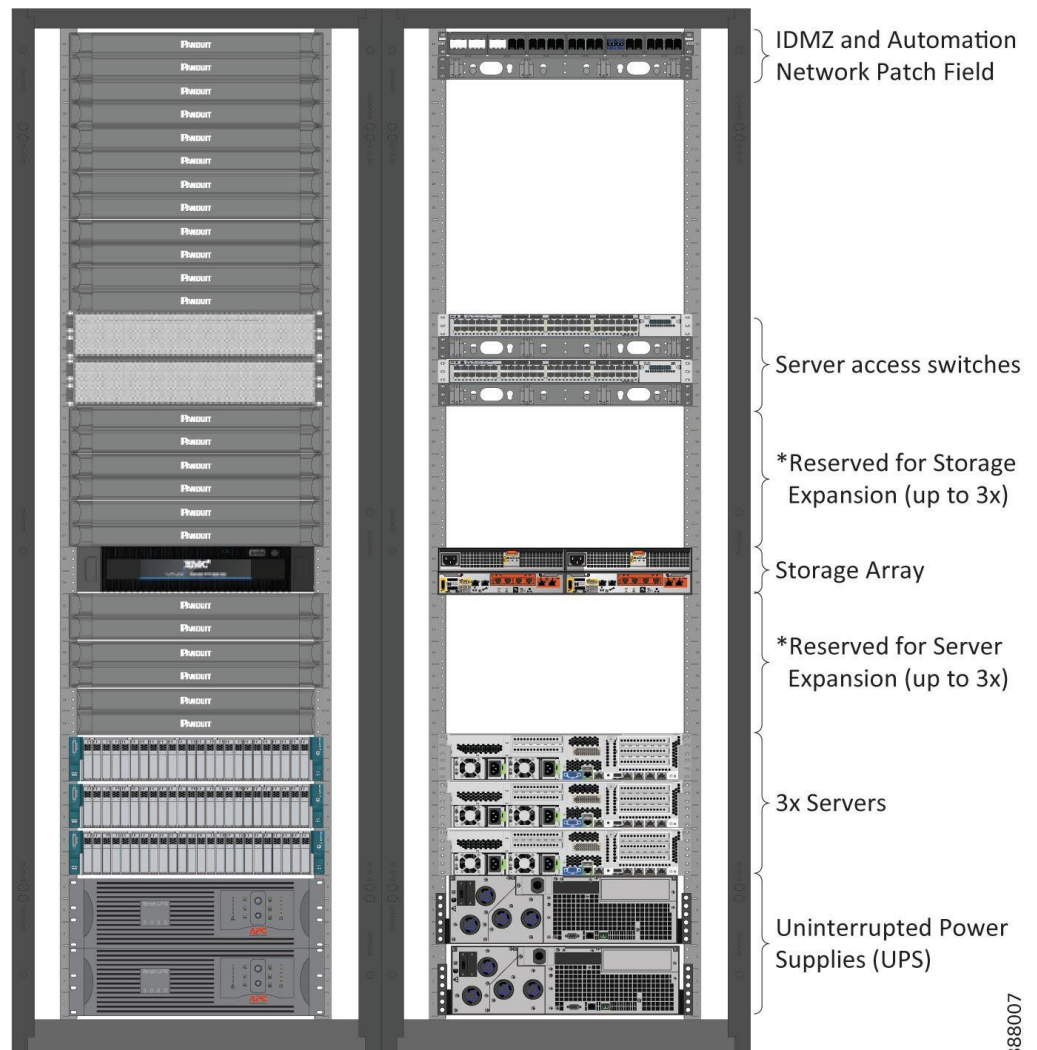 IDMZ and Automation
Network Patch Field
PANDUIT
PANDUIT
PANDUIT
PANDUIT
PANDUIT
PANDUIT
PANDUIT
PANDUIT
PANDUIT
PANDUIT
PANDUIT
PANDUIT
Server access switches
PANDUIT
PANDUIT
PANDUIT
PANDUIT
PANDUIT
PANDUIT
*Reserved for Storage
Expansion (up to 3x)
EMC²
Storage Array
PANDUIT
PANDUIT
PANDUIT
PANDUIT
PANDUIT
PANDUIT
*Reserved for Server
Expansion (up to 3x)
3x Servers
APC
APC
Uninterrupted Power
Supplies (UPS)
388007